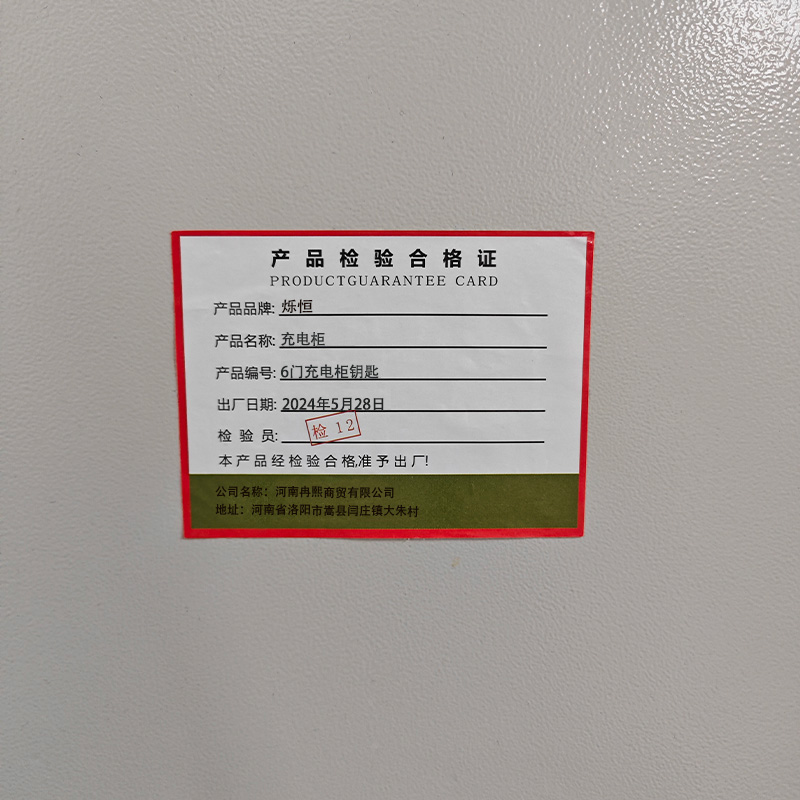 产品检验合格证
PRODUCTGUARANTEE CARD
产品品牌: 烁恒
产品名称: 充电柜
产品编号: 6门充电柜钥匙
出厂日期: 2024年5月28日
检 验 员: 检 12
本产品经检验合格,准予出厂!
公司名称: 河南冉熙商贸有限公司
地址: 河南省洛阳市嵩县闫庄镇大朱村